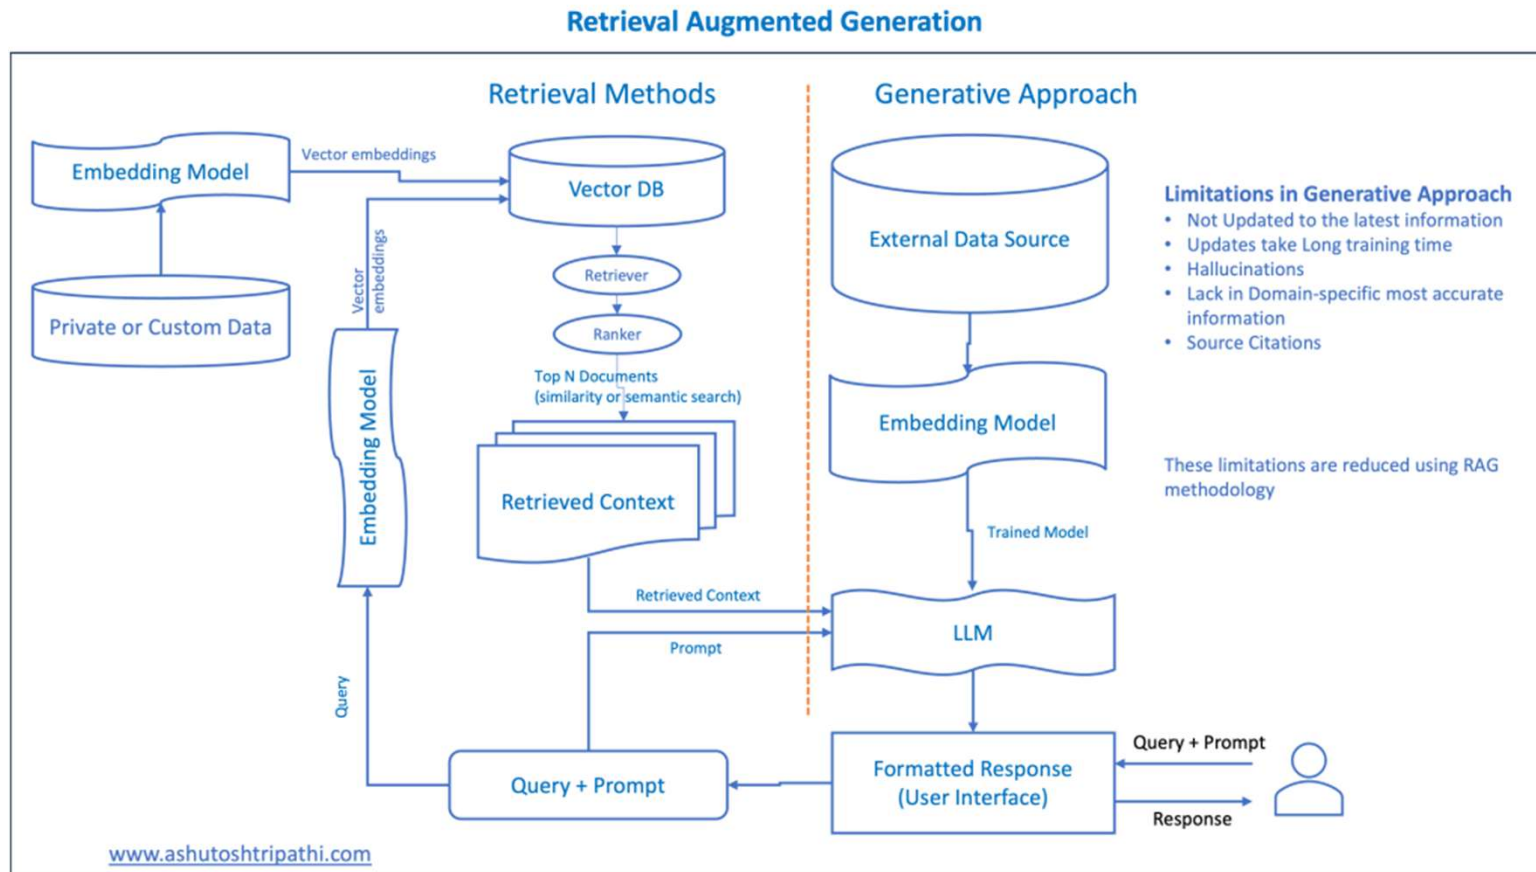 Retrieval Augmented Generation
Retrieval Methods
Generative Approach
Embedding Model
Vector embeddings
Vector DB
External Data Source
Limitations in Generative Approach
• Not Updated to the latest information
• Updates take Long training time
• Hallucinations
• Lack in Domain-specific most accurate
information
• Source Citations
Private or Custom Data
Vector
embeddings
Retriever
Ranker
Top N Documents
(similarity or semantic search)
Embedding Model
Retrieved Context
Embedding Model
These limitations are reduced using RAG
methodology
Trained Model
Retrieved Context
Prompt
LLM
Query
Query + Prompt
Formatted Response
(User Interface)
Query + Prompt
Response
www.ashutoshtripathi.com